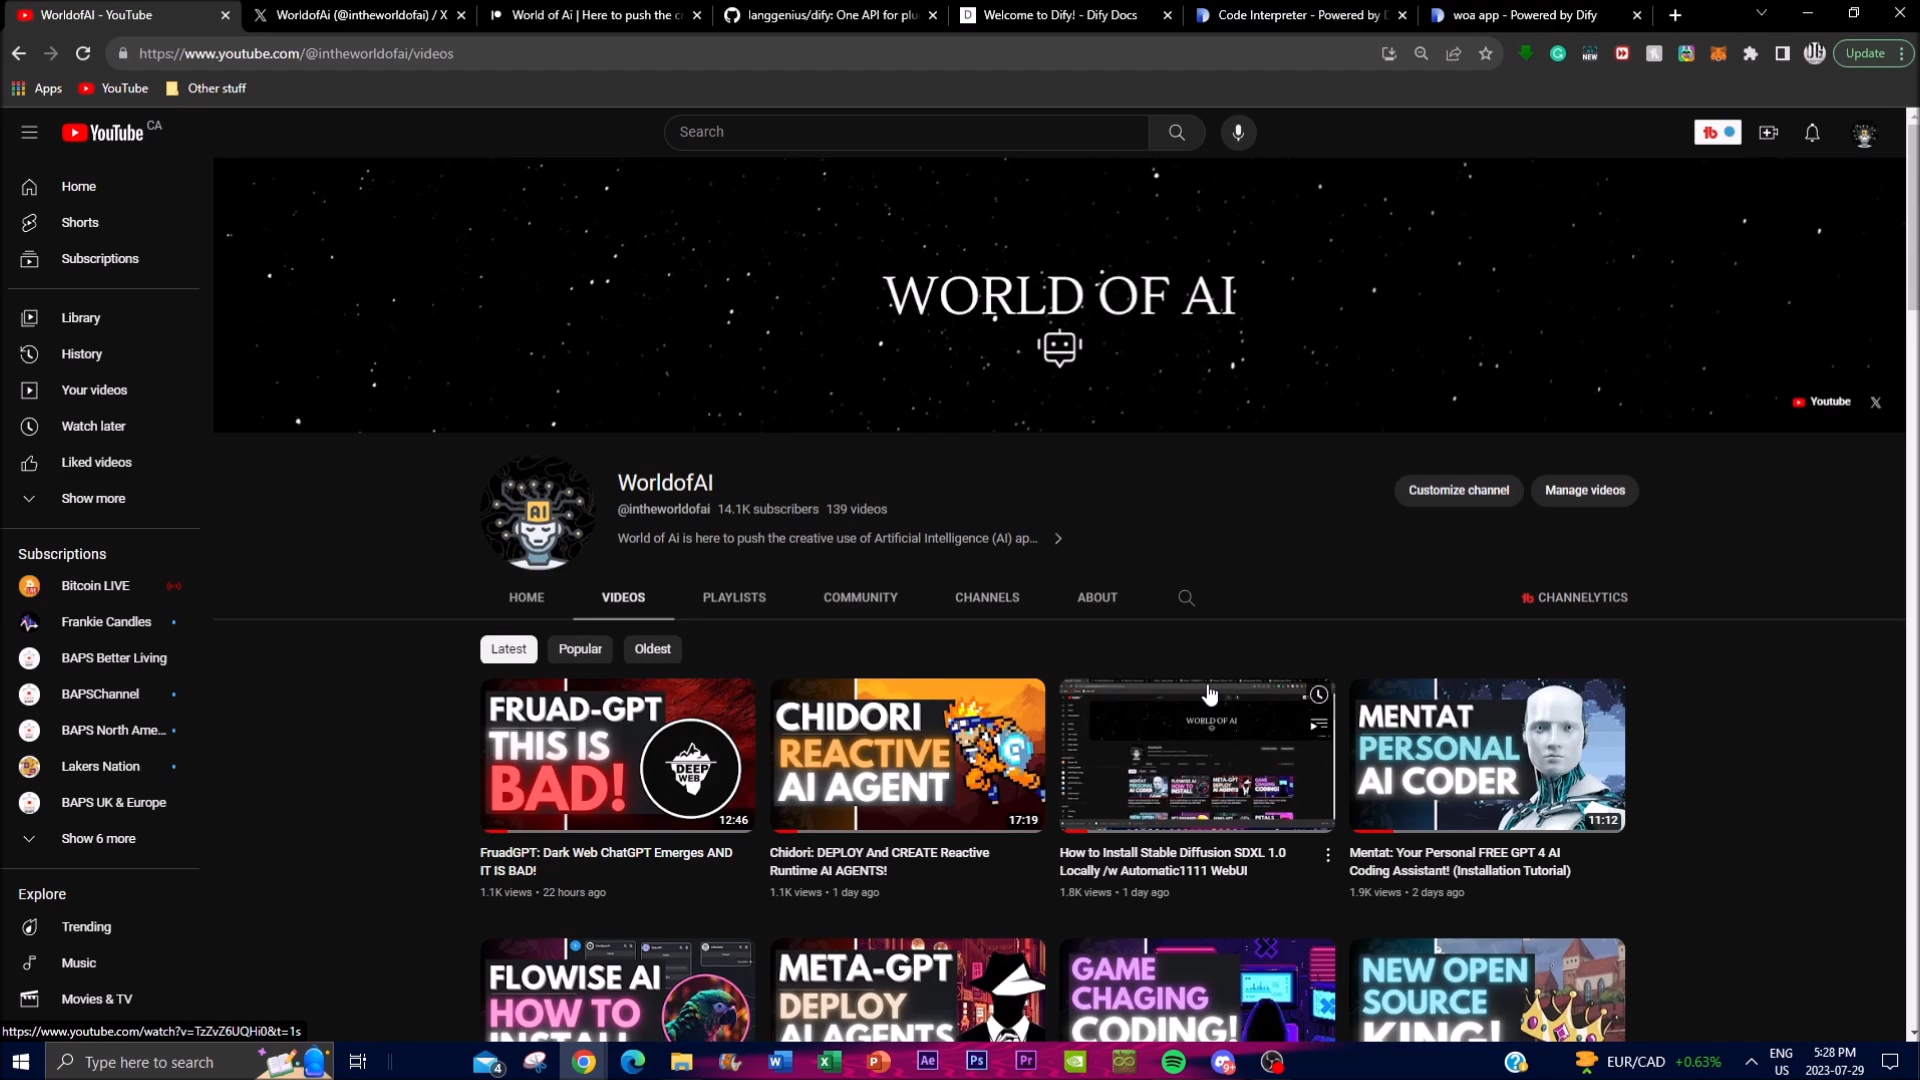 WorldofAI - YouTube
WorldofAi (@intheworldofai) / X
World of Ai | Here to push the c
langgenius/dify: One API for plu
Welcome to Dify! - Dify Docs
Code Interpreter - Powered by D
woa app - Powered by Dify
https://www.youtube.com/@intheworldofai/videos
NEW
Update
Apps
YouTube
Other stuff
YouTube CA
Search
Home
Shorts
Subscriptions
Library
History
Your videos
Watch later
Liked videos
Show more
Subscriptions
Bitcoin LIVE
Frankie Candles
BAPS Better Living
BAPSChannel
BAPS North Ame...
Lakers Nation
BAPS UK & Europe
Show 6 more
Explore
Trending
Music
Movies & TV
WORLD OF AI
Youtube
AI
WorldofAI
@intheworldofai 14.1K subscribers 139 videos
World of Ai is here to push the creative use of Artificial Intelligence (AI) ap...
Customize channel
Manage videos
HOME
VIDEOS
PLAYLISTS
COMMUNITY
CHANNELS
ABOUT
CHANNELYTICS
Latest
Popular
Oldest
FRUAD-GPT
THIS IS
BAD!
DEEP
WEB
12:46
FruadGPT: Dark Web ChatGPT Emerges AND
IT IS BAD!
1.1K views • 22 hours ago
CHIDORI
REACTIVE
AI AGENT
17:19
Chidori: DEPLOY And CREATE Reactive
Runtime AI AGENTS!
1.1K views • 1 day ago
WORLD OF AI
How to Install Stable Diffusion SDXL 1.0
Locally /w Automatic1111 WebUI
1.8K views • 1 day ago
MENTAT
PERSONAL
AI CODER
11:12
Mentat: Your Personal FREE GPT 4 AI
Coding Assistant! (Installation Tutorial)
1.9K views • 2 days ago
FLOWISE AI
HOW TO
INSTALL
META-GPT
DEPLOY
AI AGENTS
GAME
CHAGING
CODING!
NEW OPEN
SOURCE
KING!
https://www.youtube.com/watch?v=TzZvZ6UQHi0&t=1s
Type here to search
4
Ae
Ps
Pr
9+
EUR/CAD +0.63%
ENG
US
5:28 PM
2023-07-29